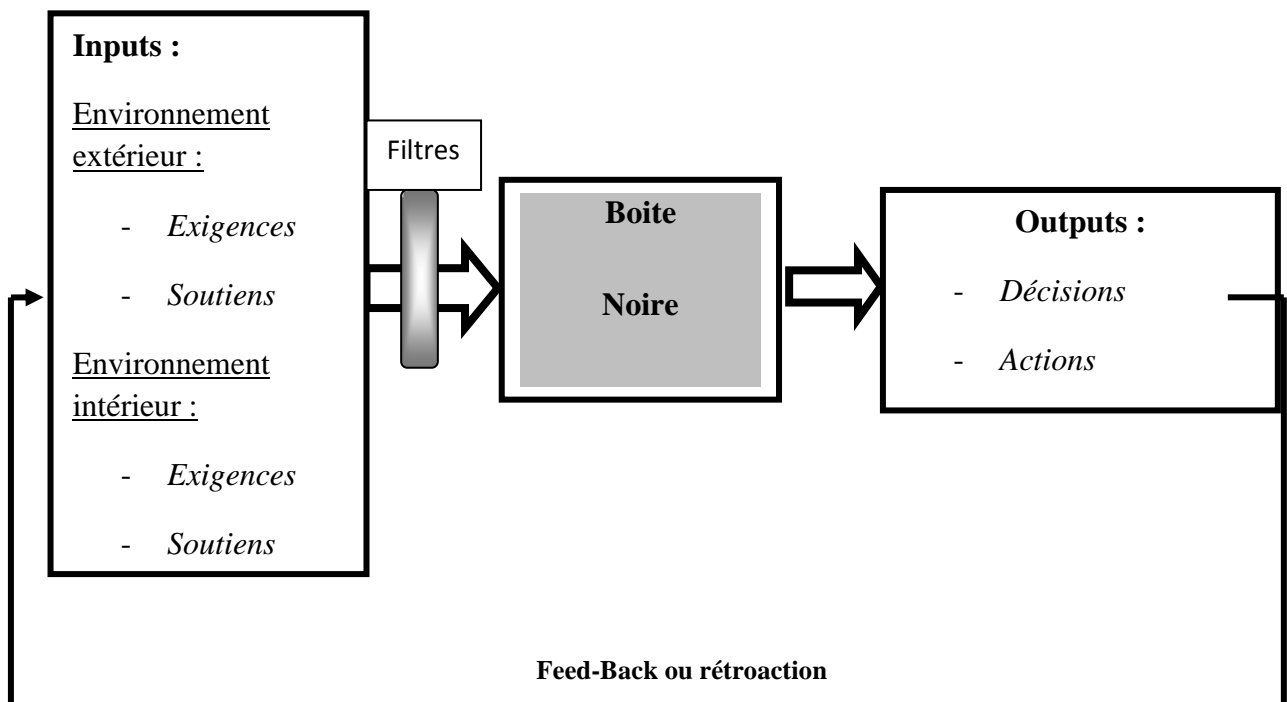 Inputs :
Environnement
extérieur :
- Exigences
- Soutiens
Environnement
intérieur :
- Exigences
- Soutiens
Filtres
Boite
Noire
Outputs :
- Décisions
- Actions
Feed-Back ou rétroaction